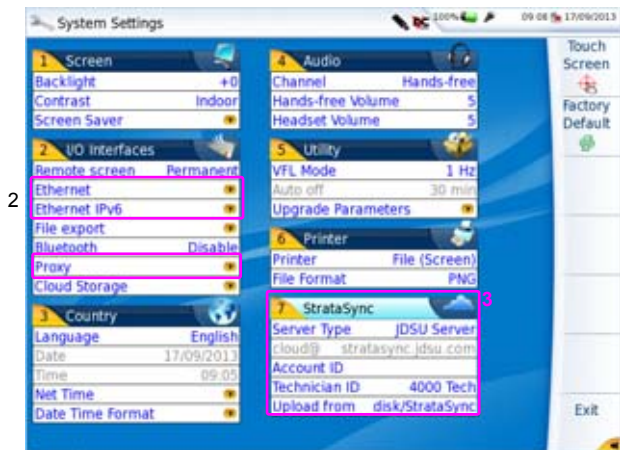 System Settings
100%
09:08 17/09/2013
1 Screen
Backlight +0
Contrast Indoor
Screen Saver
2 I/O Interfaces
Remote screen Permanent
Ethernet
Ethernet IPv6
File export
Bluetooth Disable
Proxy
Cloud Storage
3 Country
Language English
Date 17/09/2013
Time 09:05
Net Time
Date Time Format
4 Audio
Channel Hands-free
Hands-free Volume 5
Headset Volume 5
5 Utility
VFL Mode 1 Hz
Auto off 30 min
Upgrade Parameters
6 Printer
Printer File (Screen)
File Format PNG
7 StrataSync
Server Type JDSU Server
cloud@ stratasync.jdsu.com
Account ID
Technician ID 4000 Tech
Upload from disk/StrataSync
Touch
Screen
Factory
Default
Exit
2
3